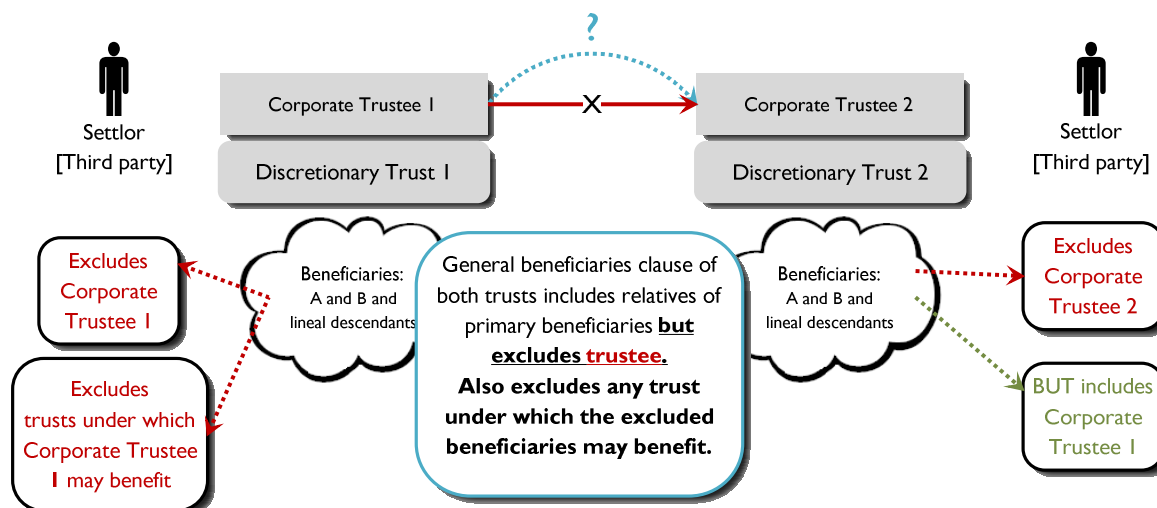 ?
Settlor
[Third party]
Corporate Trustee 1
X
Corporate Trustee 2
Settlor
[Third party]
Discretionary Trust 1
Discretionary Trust 2
Excludes
Corporate
Trustee 1
Beneficiaries:
A and B and
lineal descendants
General beneficiaries clause of
both trusts includes relatives of
primary beneficiaries but
excludes trustee.
Also excludes any trust
under which the excluded
beneficiaries may benefit.
Beneficiaries:
A and B and
lineal descendants
Excludes
Corporate
Trustee 2
Excludes
trusts under which
Corporate Trustee
1 may benefit
BUT includes
Corporate
Trustee 1